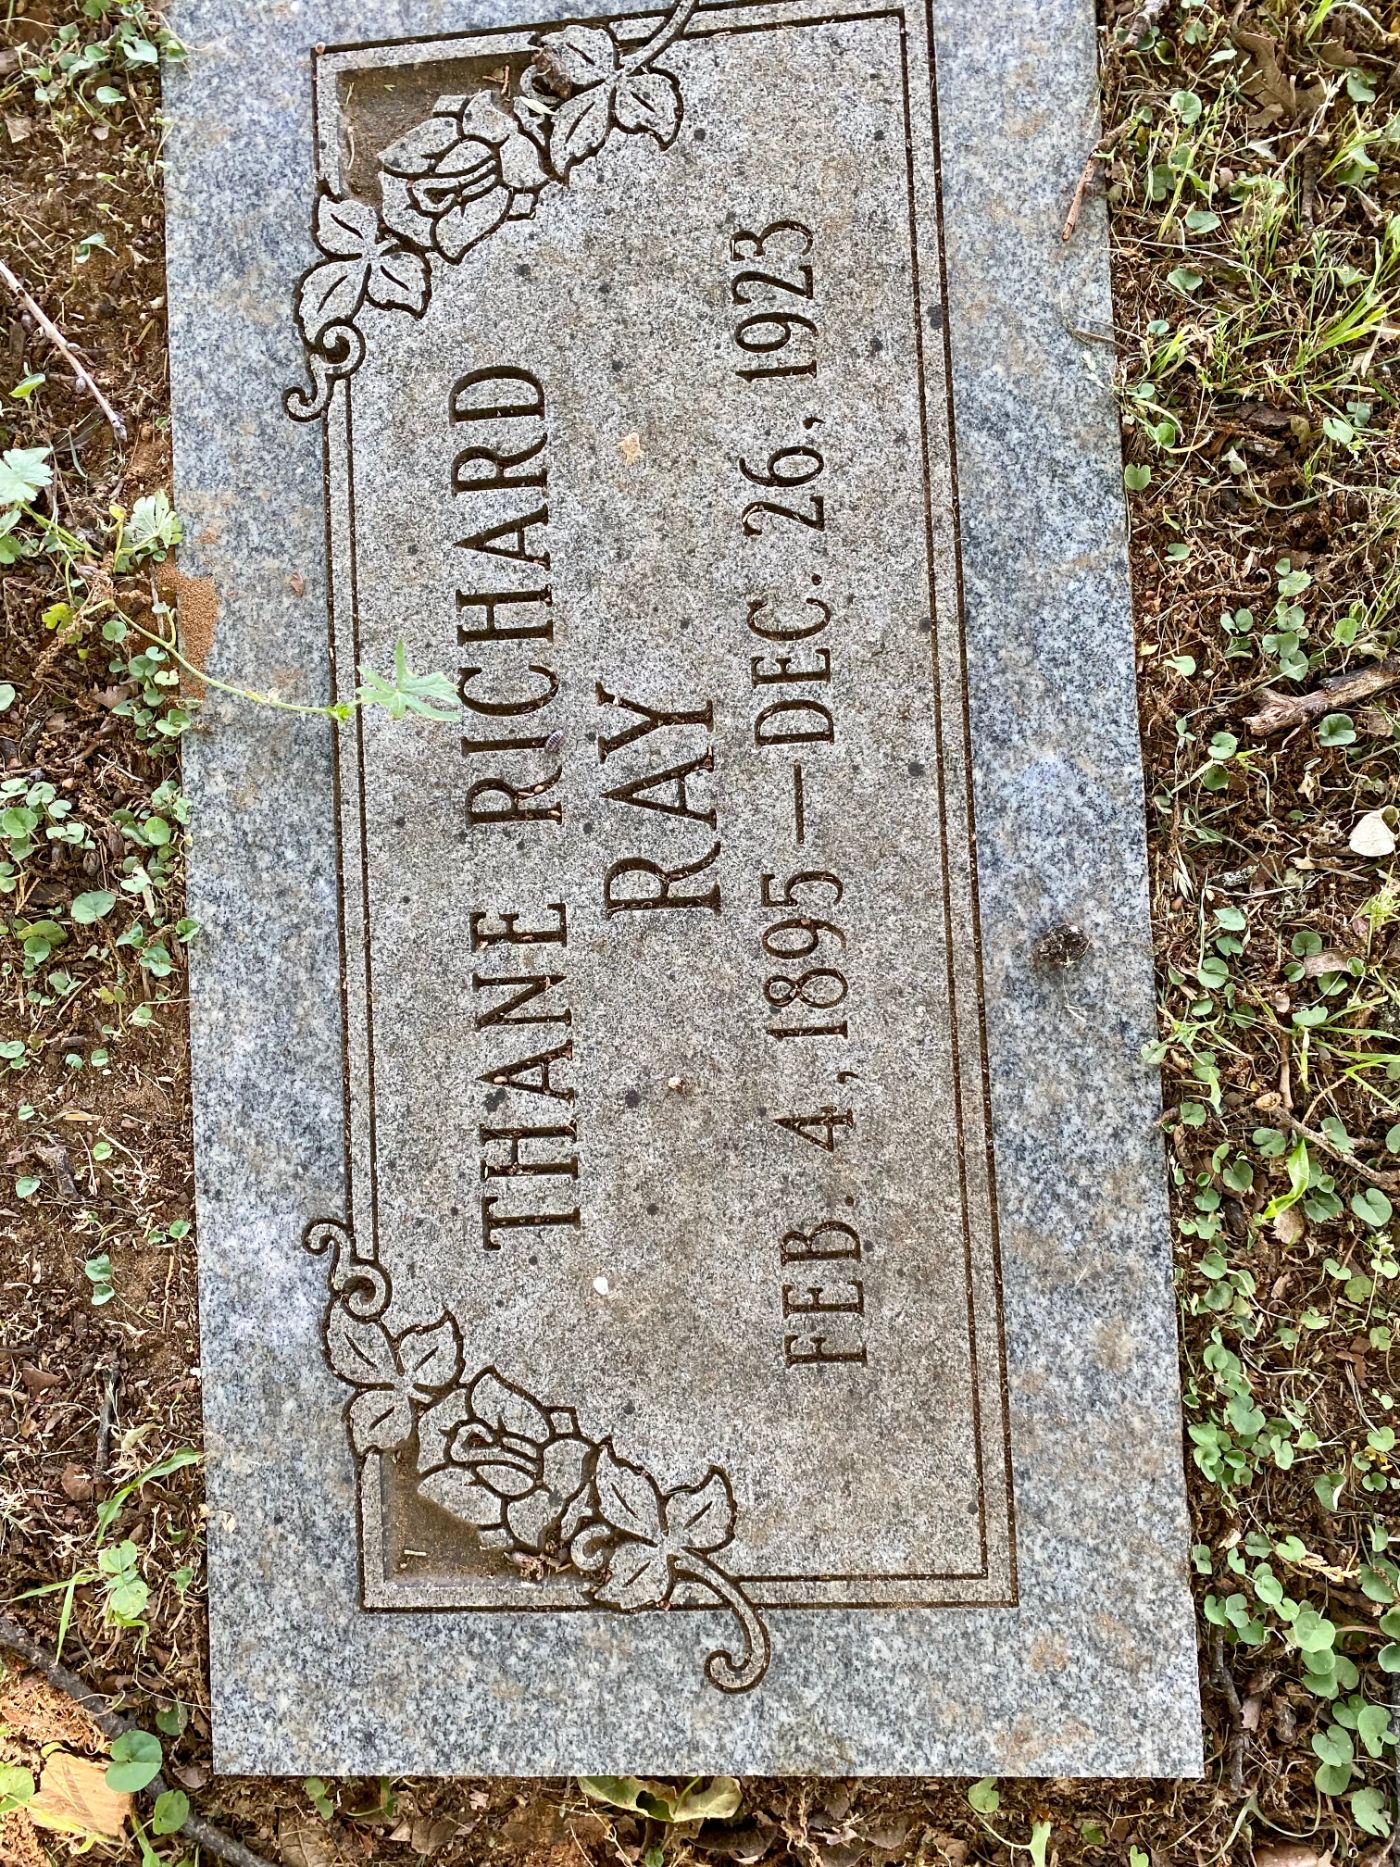 THANE RICHARD
RAY
FEB. 4, 1895 — DEC. 26, 1923